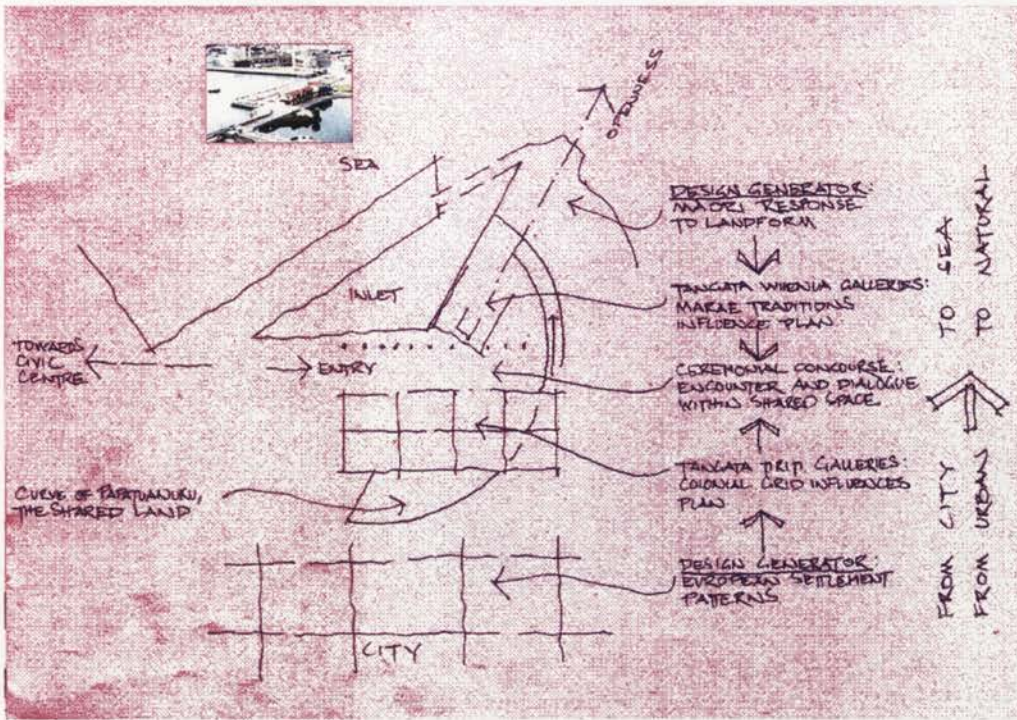 OPENNESS
SEA
DESIGN GENERATOR:
MAORI RESPONSE
TO LANDFORM
INLET
TANGATA WHENUA GALLERIES:
MARAE TRADITIONS
INFLUENCE PLAN
TOWARDS
CIVIC
CENTRE
ENTRY
CEREMONIAL CONCOURSE:
ENCOUNTER AND DIALOGUE
WITHIN SHARED SPACE
TANGATA TIRITI GALLERIES:
COLONIAL GRID INFLUENCES
PLAN
CURVE OF PAPATUANUKU,
THE SHARED LAND
DESIGN GENERATOR:
EUROPEAN SETTLEMENT
PATTERNS
CITY
FROM CITY TO SEA
FROM URBAN TO NATURAL